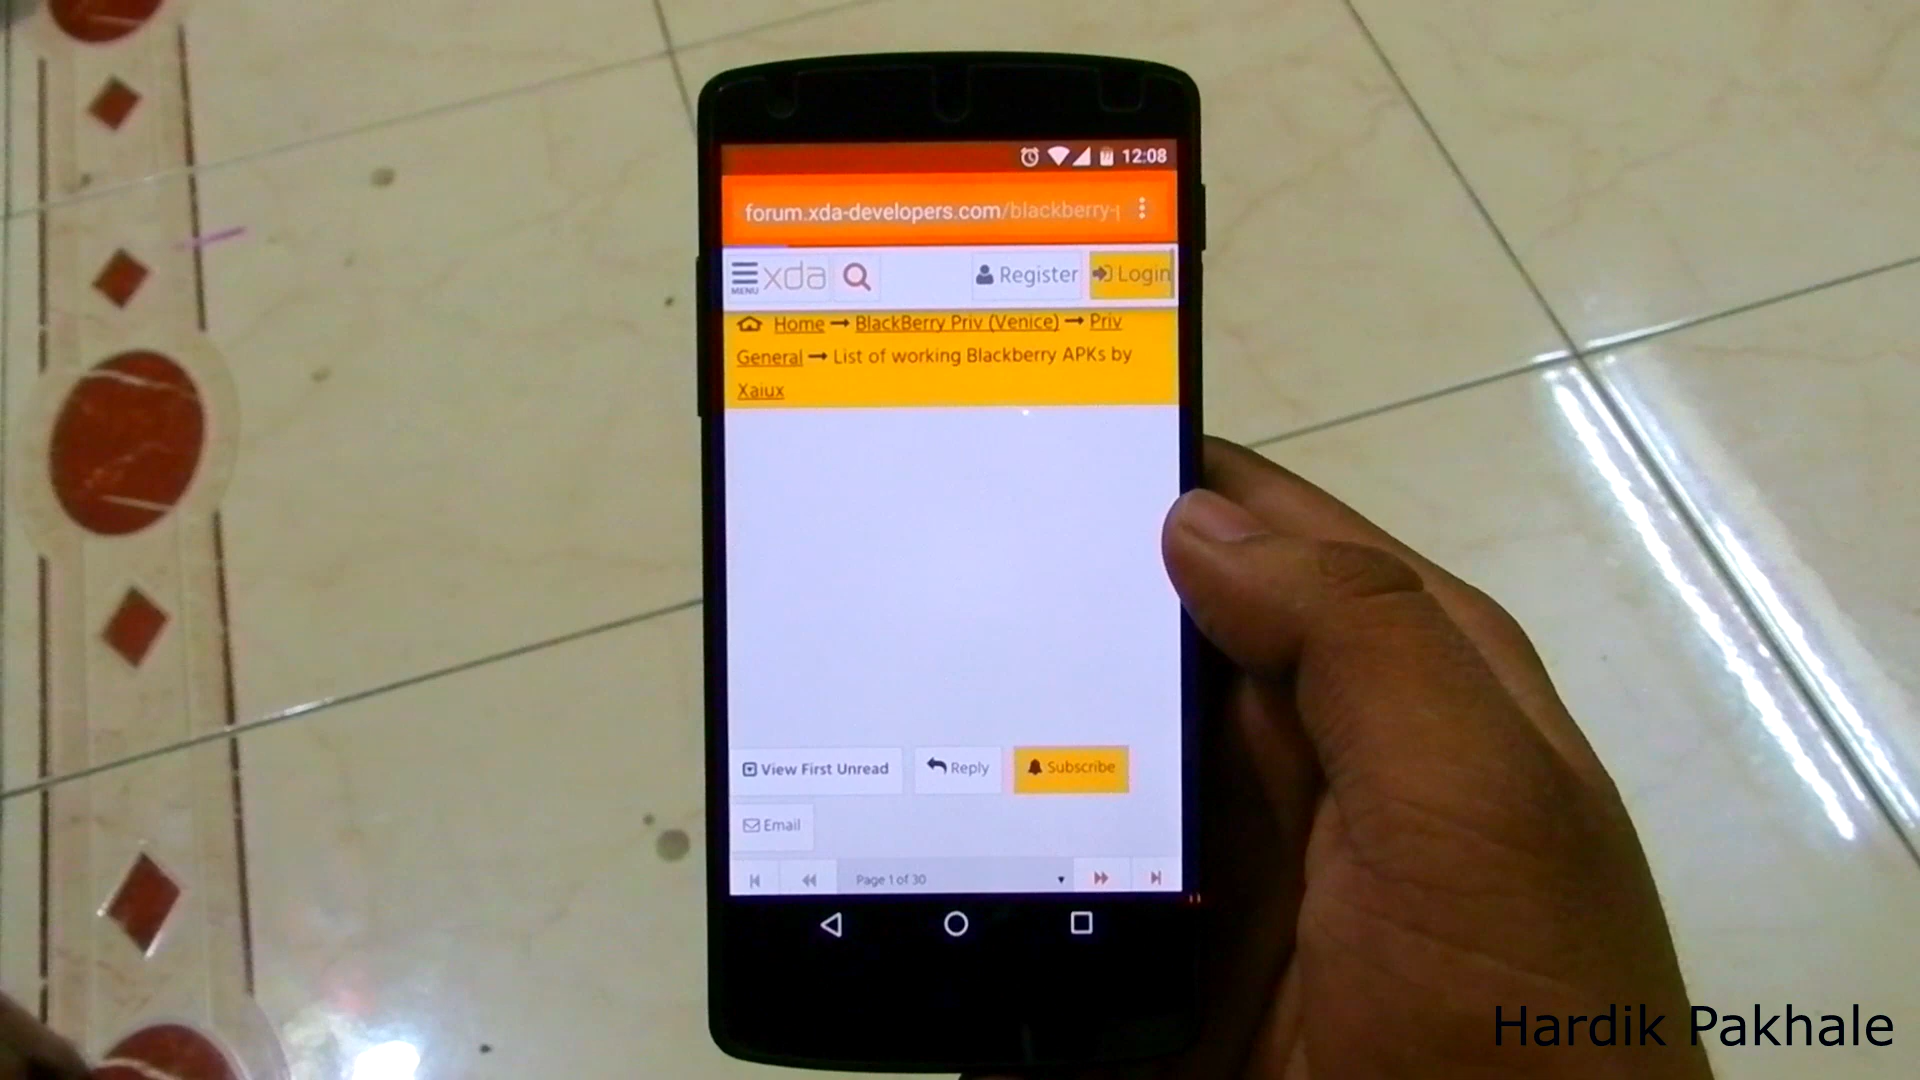 12:08
forum.xda-developers.com/blackberry-
MENU xda Register Login
Home → BlackBerry Priv (Venice) → Priv
General → List of working Blackberry APKs by
Xaiux
View First Unread Reply Subscribe
Email
Page 1 of 30
Hardik Pakhale